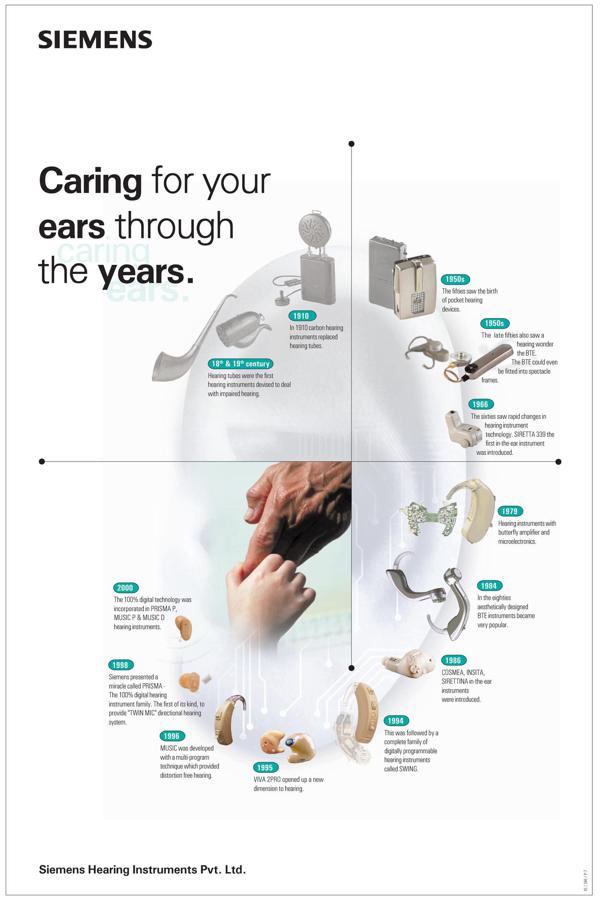 SIEMENS
Caring for your
ears through
the years.
caring
ears.
18th & 19th century
Hearing tubes were the first
hearing instruments devised to deal
with impaired hearing.
1910
In 1910 carbon hearing
instruments replaced
hearing tubes.
1950s
The fifties saw the birth
of pocket hearing
devices.
1950s
The late fifties also saw a
hearing wonder
the BTE.
The BTE could even
be fitted into spectacle
frames.
1966
The sixties saw rapid changes in
hearing instrument
technology. SIRETTA 339 the
first in-the-ear instrument
was introduced.
1979
Hearing instruments with
butterfly amplifier and
microelectronics.
1984
In the eighties
aesthetically designed
BTE instruments became
very popular.
1986
COSMEA, INSITA,
SIRETTINA in the ear
instruments
were introduced.
1994
This was followed by a
complete family of
digitally programmable
hearing instruments
called SWING.
1995
VIVA 2PRO opened up a new
dimension to hearing.
1996
MUSIC was developed
with a multi-program
technique which provided
distortion free hearing.
1998
Siemens presented a
miracle called PRISMA -
The 100% digital hearing
instrument family. The first of its kind, to
provide "TWIN MIC" directional hearing
system.
2000
The 100% digital technology was
incorporated in PRISMA P,
MUSIC P & MUSIC D
hearing instruments.
Siemens Hearing Instruments Pvt. Ltd.